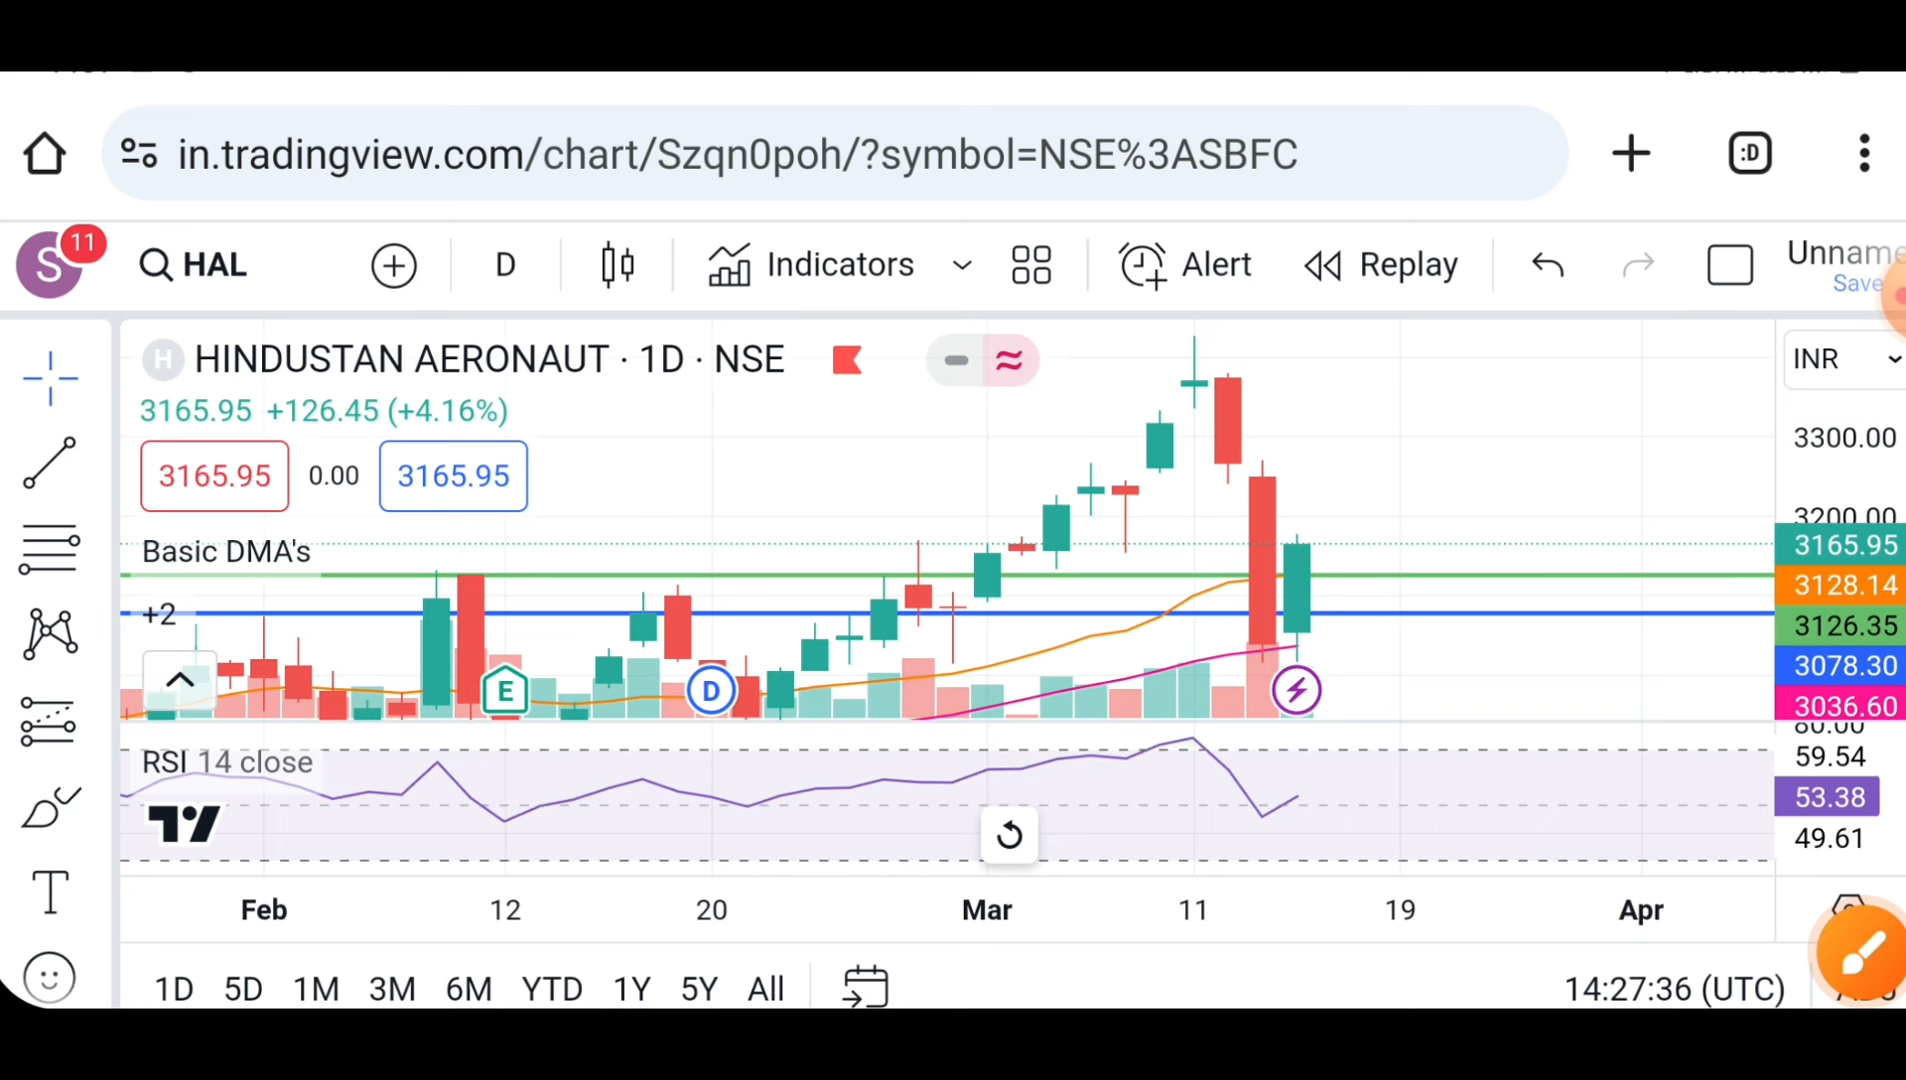 in.tradingview.com/chart/Szqn0poh/?symbol=NSE%3ASBFC
:D
S 11 HAL D Indicators Alert Replay Unname
Save
H HINDUSTAN AERONAUT · 1D · NSE INR
3165.95 +126.45 (+4.16%)
3165.95 0.00 3165.95
3300.00
3200.00
Basic DMA's 3165.95
3128.14
+2 3126.35
3078.30
E D 3036.60
80.00
RSI 14 close 59.54
53.38
49.61
Feb 12 20 Mar 11 19 Apr
1D 5D 1M 3M 6M YTD 1Y 5Y All 14:27:36 (UTC)